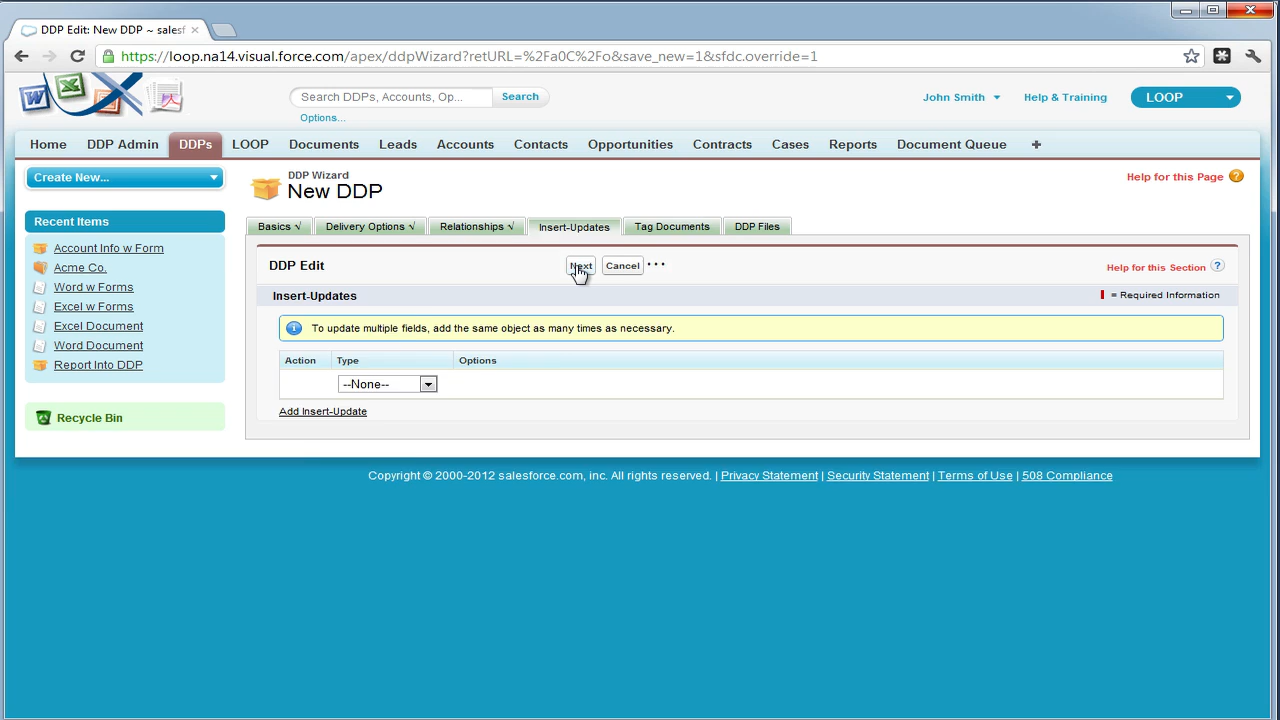 DDP Edit: New DDP ~ salesf
https://loop.na14.visual.force.com/apex/ddpWizard?retURL=%2Fa0C%2Fo&save_new=1&sfdc.override=1
Search DDPs, Accounts, Op... Search
Options...
John Smith Help & Training LOOP
Home DDP Admin DDPs LOOP Documents Leads Accounts Contacts Opportunities Contracts Cases Reports Document Queue +
Create New...
Recent Items
Account Info w Form
Acme Co.
Word w Forms
Excel w Forms
Excel Document
Word Document
Report Into DDP
Recycle Bin
DDP Wizard
New DDP
Help for this Page ?
Basics √ Delivery Options √ Relationships √ Insert-Updates Tag Documents DDP Files
DDP Edit Next Cancel • • •
Help for this Section ?
Insert-Updates
= Required Information
To update multiple fields, add the same object as many times as necessary.
Action Type Options
--None--
Add Insert-Update
Copyright © 2000-2012 salesforce.com, inc. All rights reserved. | Privacy Statement | Security Statement | Terms of Use | 508 Compliance